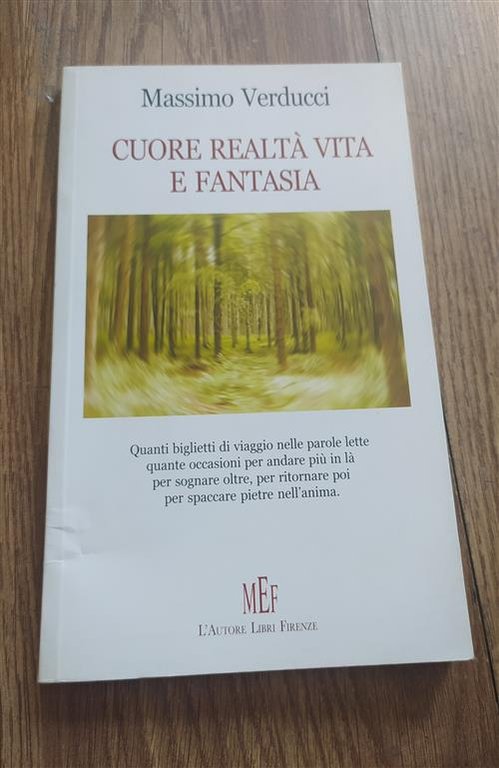 Massimo Verducci
CUORE REALTÀ VITA
E FANTASIA
Quanti biglietti di viaggio nelle parole lette
quante occasioni per andare più in là
per sognare oltre, per ritornare poi
per spaccare pietre nell'anima.
MEF
L'AUTORE LIBRI FIRENZE